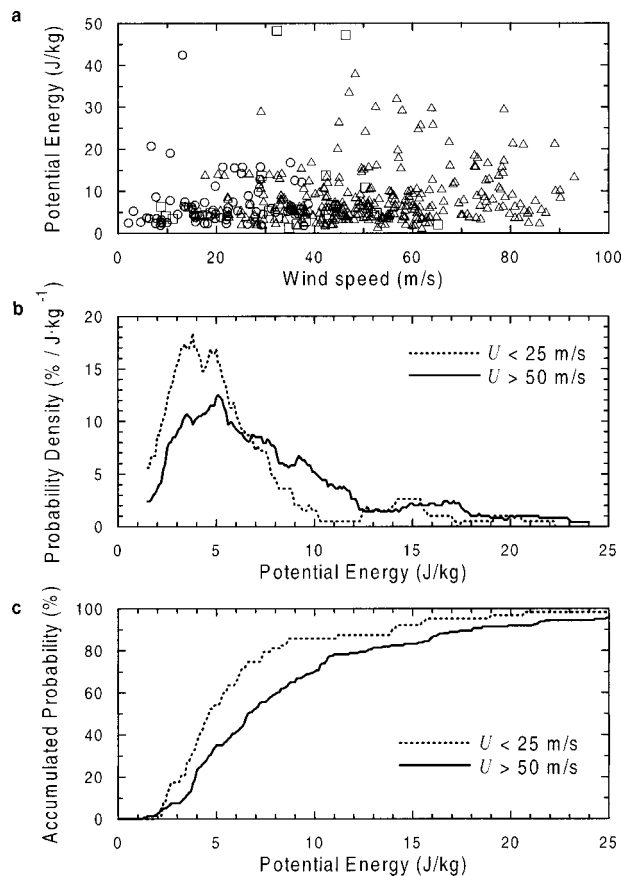 a
Potential Energy (J/kg)
50
40
30
20
10
0
0 20 40 60 80 100
Wind speed (m/s)
b
Probability Density (% / J·kg⁻¹)
20
15
10
5
0
U < 25 m/s
U > 50 m/s
0 5 10 15 20 25
Potential Energy (J/kg)
c
Accumulated Probability (%)
100
80
60
40
20
0
U < 25 m/s
U > 50 m/s
0 5 10 15 20 25
Potential Energy (J/kg)